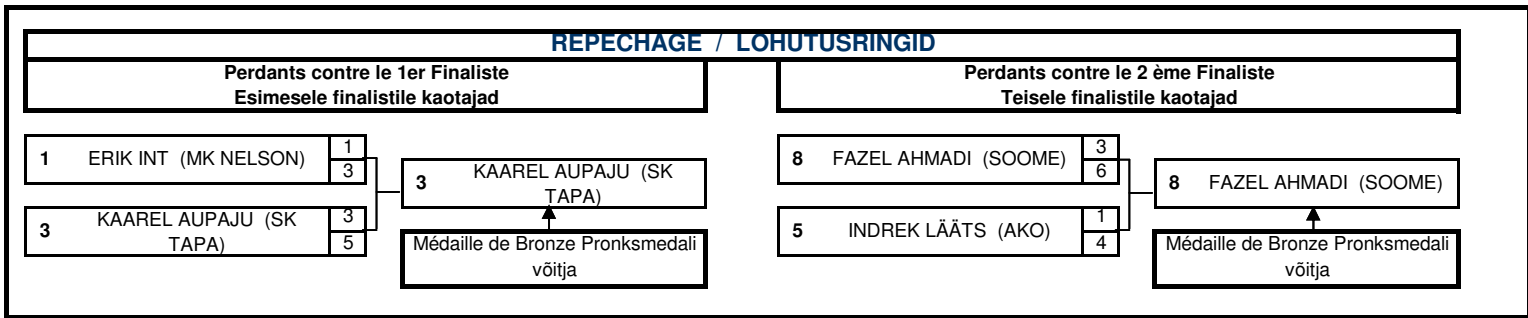 REPECHAGE / LOHUTUSRINGID
Perdants contre le 1er Finaliste
Esimesele finalistile kaotajad
Perdants contre le 2 ème Finaliste
Teisele finalistile kaotajad
1 ERIK INT (MK NELSON) 1
3
3 KAAREL AUPAJU (SK
TAPA)
3 KAAREL AUPAJU (SK 3
TAPA) 5
Médaille de Bronze Pronksmedali
võitja
8 FAZEL AHMADI (SOOME) 3
6
8 FAZEL AHMADI (SOOME)
5 INDREK LÄÄTS (AKO) 1
4
Médaille de Bronze Pronksmedali
võitja